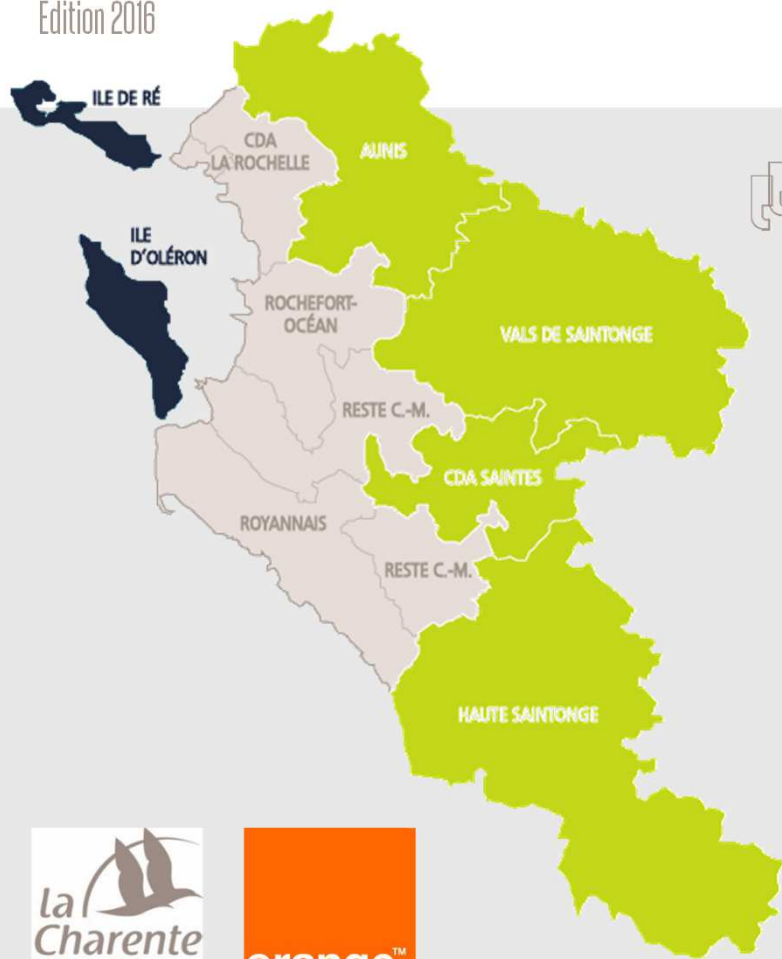 Edition 2016
ILE DE RÉ
CDA
LA ROCHELLE
AUNIS
ILE
D'OLÉRON
ROCHEFORT-
OCÉAN
VALS DE SAINTONGE
RESTE C.-M.
CDA SAINTES
ROYANNAIS
RESTE C.-M.
HAUTE SAINTONGE
la
Charente
orange™